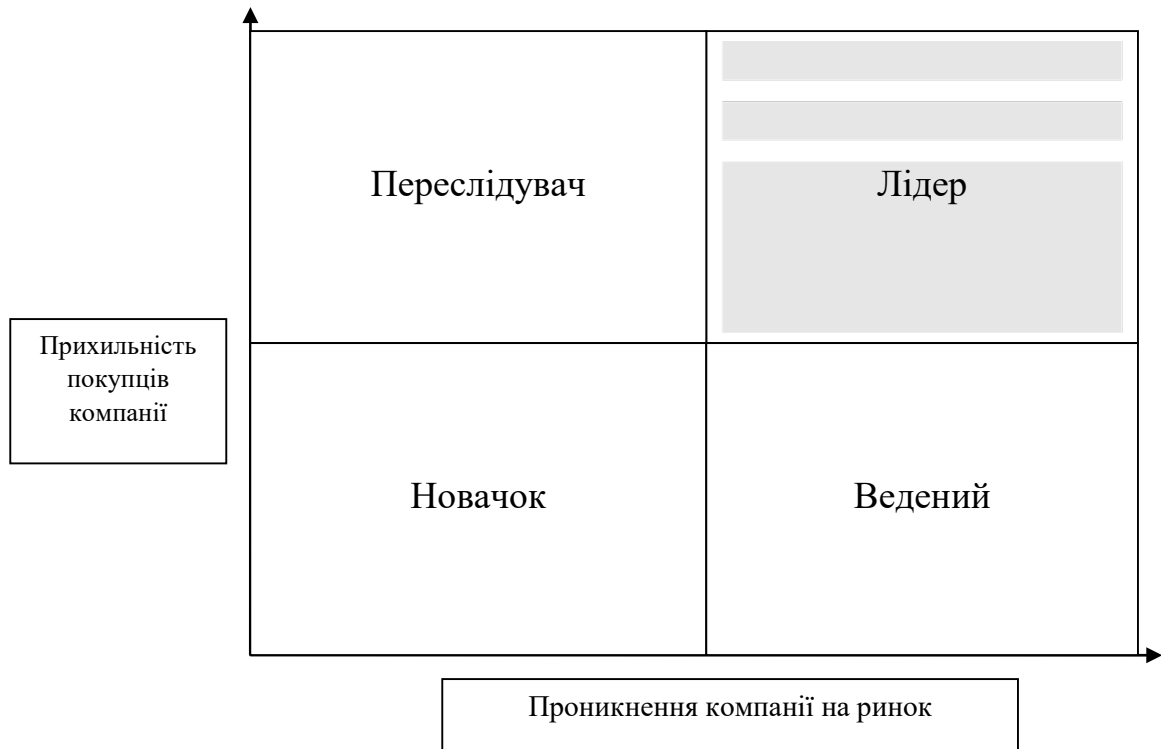 Переслідувач
Лідер
Прихильність
покупців
компанії
Новачок
Ведений
Проникнення компанії на ринок